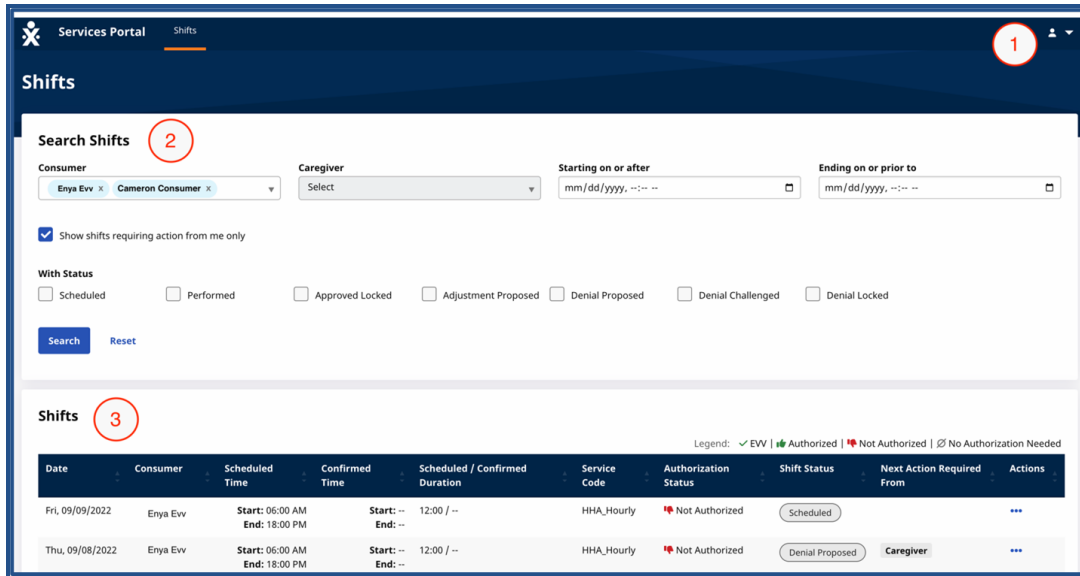 Services Portal Shifts
1
Shifts
Search Shifts 2
Consumer Caregiver Starting on or after Ending on or prior to
Enya Evv x Cameron Consumer x Select mm/dd/yyyy, --:-- -- mm/dd/yyyy, --:-- --
Show shifts requiring action from me only
With Status
Scheduled Performed Approved Locked Adjustment Proposed Denial Proposed Denial Challenged Denial Locked
Search Reset
Shifts 3
Legend: EVV | Authorized | Not Authorized | No Authorization Needed
Date Consumer Scheduled Confirmed Scheduled / Confirmed Service Authorization Shift Status Next Action Required Actions
Time Time Duration Code Status From
Fri, 09/09/2022 Enya Evv Start: 06:00 AM Start: -- 12:00 / -- HHA_Hourly Not Authorized Scheduled
End: 18:00 PM End: --
Thu, 09/08/2022 Enya Evv Start: 06:00 AM Start: -- 12:00 / -- HHA_Hourly Not Authorized Denial Proposed Caregiver
End: 18:00 PM End: --